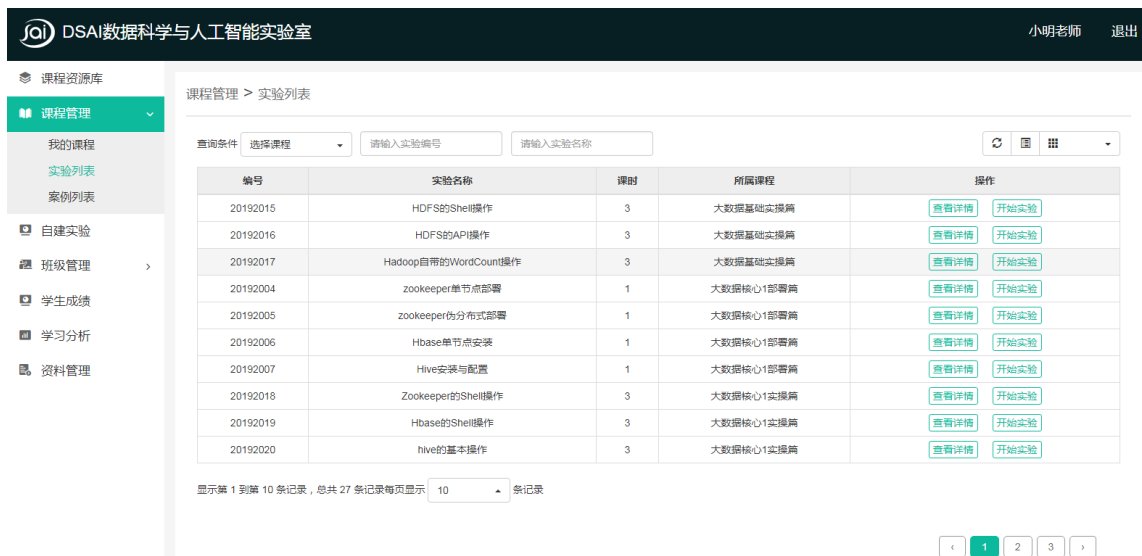 DSAI数据科学与人工智能实验室 小明老师 退出
课程资源库
课程管理
我的课程
实验列表
案例列表
自建实验
班级管理
学生成绩
学习分析
资料管理
课程管理 > 实验列表
查询条件 选择课程 请输入实验编号 请输入实验名称
编号 实验名称 课时 所属课程 操作
20192015 HDFS的Shell操作 3 大数据基础实操篇 查看详情 开始实验
20192016 HDFS的API操作 3 大数据基础实操篇 查看详情 开始实验
20192017 Hadoop自带的WordCount操作 3 大数据基础实操篇 查看详情 开始实验
20192004 zookeeper单节点部署 1 大数据核心1部署篇 查看详情 开始实验
20192005 zookeeper伪分布式部署 1 大数据核心1部署篇 查看详情 开始实验
20192006 Hbase单节点安装 1 大数据核心1部署篇 查看详情 开始实验
20192007 Hive安装与配置 1 大数据核心1部署篇 查看详情 开始实验
20192018 Zookeeper的Shell操作 3 大数据核心1实操篇 查看详情 开始实验
20192019 Hbase的Shell操作 3 大数据核心1实操篇 查看详情 开始实验
20192020 hive的基本操作 3 大数据核心1实操篇 查看详情 开始实验
显示第 1 到第 10 条记录，总共 27 条记录每页显示 10 条记录
‹ 1 2 3 ›